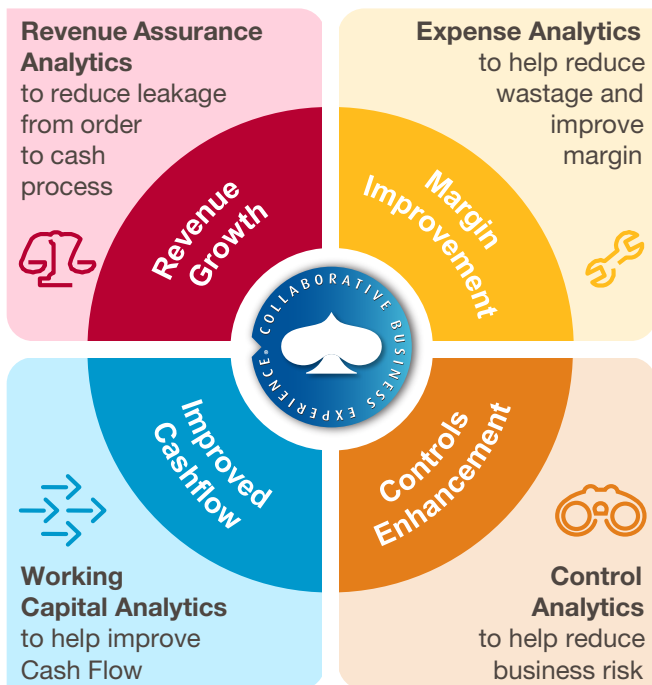 Revenue Assurance
Analytics
to reduce leakage
from order
to cash
process
Revenue
Growth
Expense Analytics
to help reduce
wastage and
improve
margin
Margin
Improvement
COLLABORATIVE BUSINESS EXPERIENCE®
Improved
Cashflow
Working
Capital Analytics
to help improve
Cash Flow
Controls
Enhancement
Control
Analytics
to help reduce
business risk